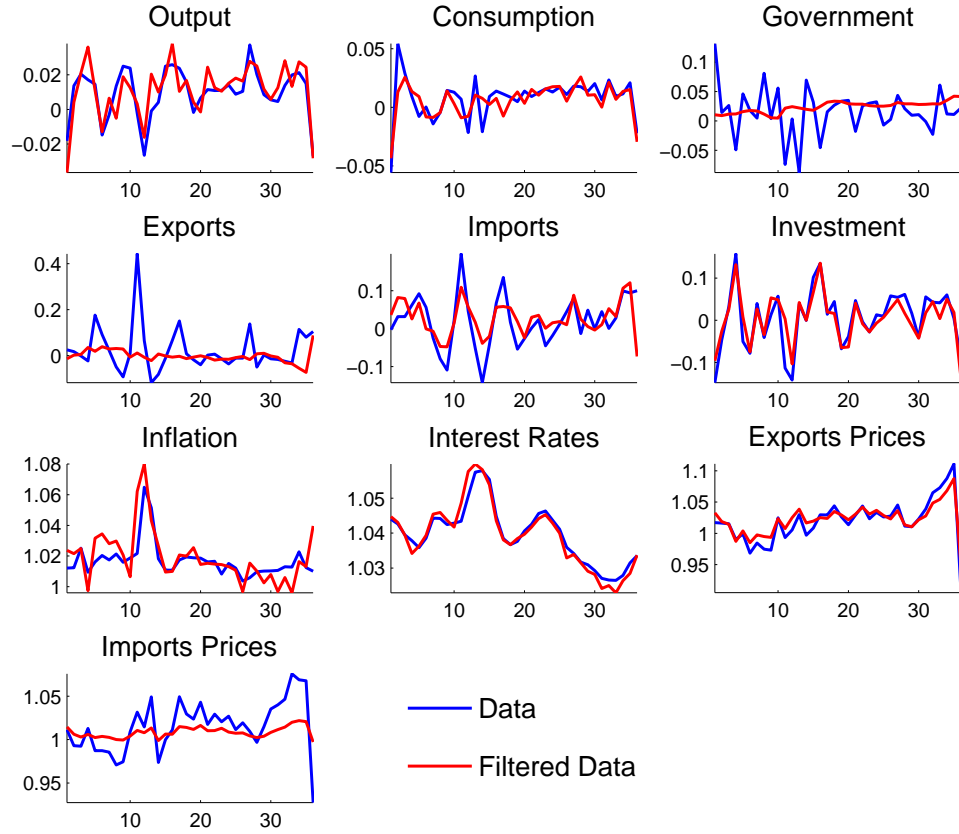 Output
Consumption
Government
0.02
0
−0.02
10 20 30
0.05
0
−0.05
10 20 30
0.1
0.05
0
−0.05
10 20 30
Exports
Imports
Investment
0.4
0.2
0
10 20 30
0.1
0
−0.1
10 20 30
0.1
0
−0.1
10 20 30
Inflation
Interest Rates
Exports Prices
1.08
1.06
1.04
1.02
1
10 20 30
1.05
1.04
1.03
10 20 30
1.1
1.05
1
0.95
10 20 30
Imports Prices
1.05
1
0.95
10 20 30
Data
Filtered Data